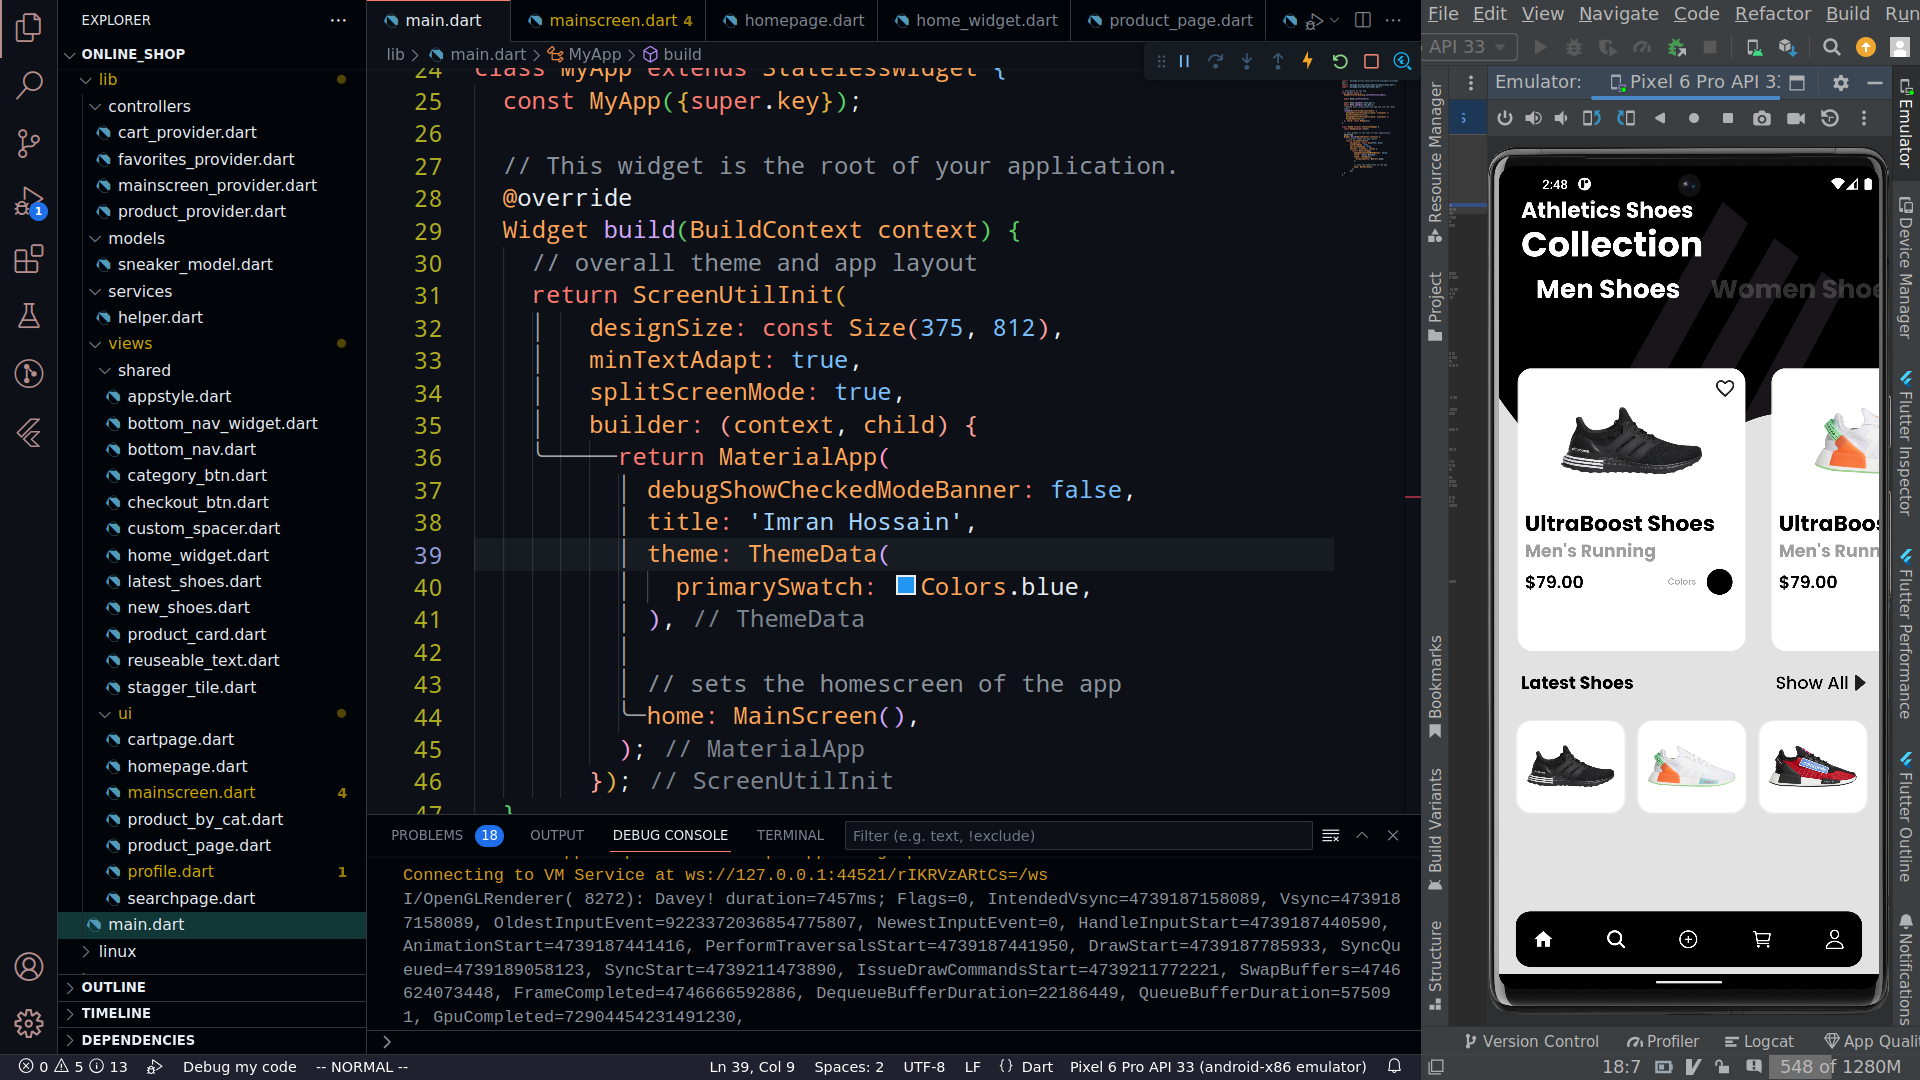 EXPLORER
ONLINE_SHOP
lib
controllers
cart_provider.dart
favorites_provider.dart
mainscreen_provider.dart
product_provider.dart
models
sneaker_model.dart
services
helper.dart
views
shared
appstyle.dart
bottom_nav_widget.dart
bottom_nav.dart
category_btn.dart
checkout_btn.dart
custom_spacer.dart
home_widget.dart
latest_shoes.dart
new_shoes.dart
product_card.dart
reuseable_text.dart
stagger_tile.dart
ui
cartpage.dart
homepage.dart
mainscreen.dart 4
product_by_cat.dart
product_page.dart
profile.dart 1
searchpage.dart
main.dart
linux
OUTLINE
TIMELINE
DEPENDENCIES
1
main.dart mainscreen.dart 4 homepage.dart home_widget.dart product_page.dart
lib > main.dart > MyApp > build
24 class MyApp extends StatelessWidget {
25 const MyApp({super.key});
26
27 // This widget is the root of your application.
28 @override
29 Widget build(BuildContext context) {
30 // overall theme and app layout
31 return ScreenUtilInit(
32 designSize: const Size(375, 812),
33 minTextAdapt: true,
34 splitScreenMode: true,
35 builder: (context, child) {
36 return MaterialApp(
37 debugShowCheckedModeBanner: false,
38 title: 'Imran Hossain',
39 theme: ThemeData(
40 primarySwatch: Colors.blue,
41 ), // ThemeData
42
43 // sets the homescreen of the app
44 home: MainScreen(),
45 ); // MaterialApp
46 }); // ScreenUtilInit
47 }
PROBLEMS 18 OUTPUT DEBUG CONSOLE TERMINAL Filter (e.g. text, !exclude)
Connecting to VM Service at ws://127.0.0.1:44521/rIKRVzARtCs=/ws
I/OpenGLRenderer( 8272): Davey! duration=7457ms; Flags=0, IntendedVsync=4739187158089, Vsync=473918
7158089, OldestInputEvent=9223372036854775807, NewestInputEvent=0, HandleInputStart=4739187440590,
AnimationStart=4739187441416, PerformTraversalsStart=4739187441950, DrawStart=4739187785933, SyncQu
eued=4739189058123, SyncStart=4739211473890, IssueDrawCommandsStart=4739211772221, SwapBuffers=4746
624073448, FrameCompleted=4746666592886, DequeueBufferDuration=22186449, QueueBufferDuration=57509
1, GpuCompleted=72904454231491230,
0 5 13 Debug my code -- NORMAL -- Ln 39, Col 9 Spaces: 2 UTF-8 LF {} Dart Pixel 6 Pro API 33 (android-x86 emulator)
File Edit View Navigate Code Refactor Build Run
API 33
Emulator: Pixel 6 Pro API 33
Resource Manager
Project
Bookmarks
Build Variants
Structure
2:48
Athletics Shoes
Collection
Men Shoes Women Shoe
UltraBoost Shoes UltraBoos
Men's Running Men's Runn
$79.00 Colors $79.00
Latest Shoes Show All
Emulator
Device Manager
Flutter Inspector
Flutter Performance
Flutter Outline
Notifications
Version Control Profiler Logcat App Quali
18:7 548 of 1280M